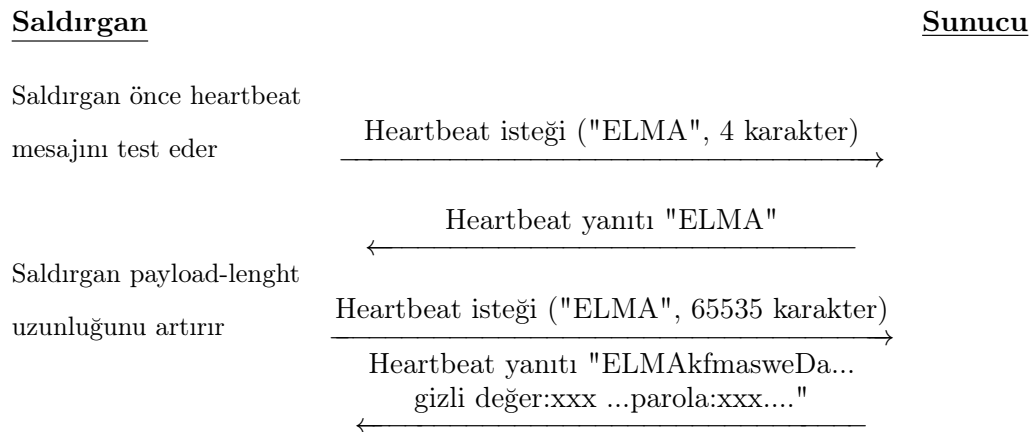 Saldırgan
Sunucu
Saldırgan önce heartbeat
mesajını test eder
Heartbeat isteği ("ELMA", 4 karakter)
Heartbeat yanıtı "ELMA"
Saldırgan payload-lenght
uzunluğunu artırır
Heartbeat isteği ("ELMA", 65535 karakter)
Heartbeat yanıtı "ELMAkfmasweDa...
gizli değer:xxx ...parola:xxx...."